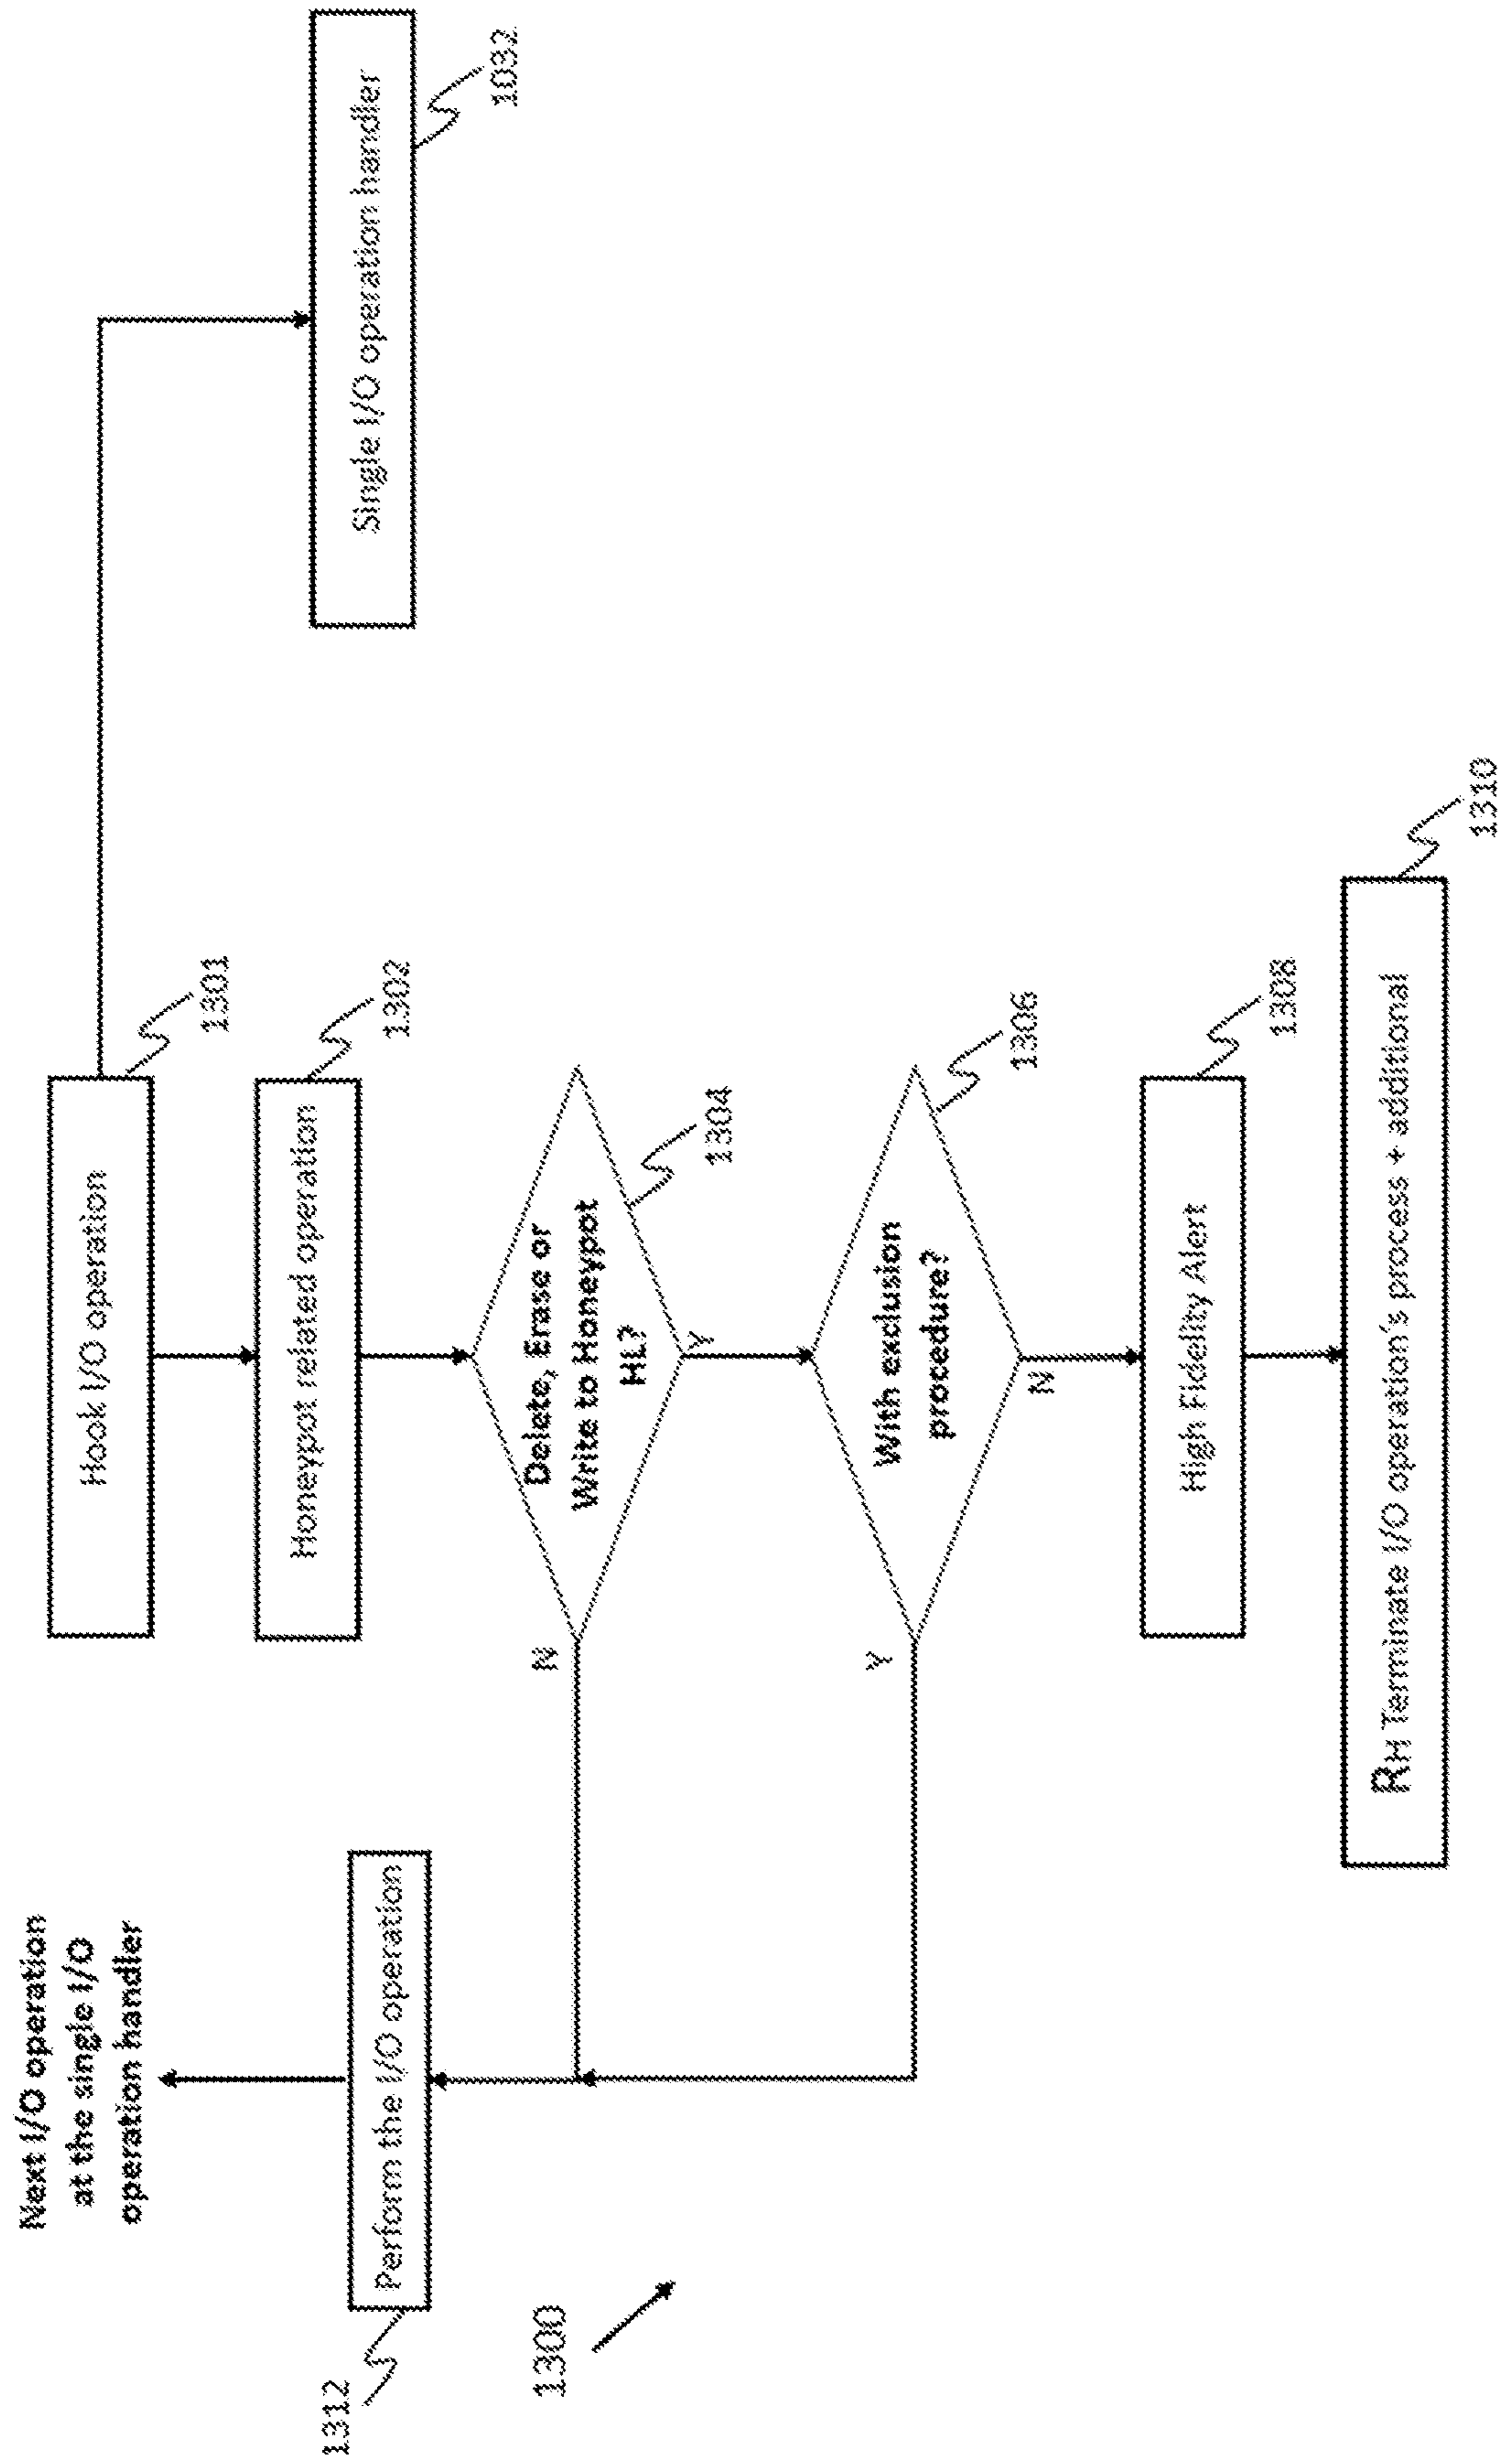 Next I/O operation
at the single I/O
operation handler
1312
Perform the I/O operation
1300
Hook I/O operation
1301
Honeypot related operation
1302
Delete, Erase or
Write to Honeypot
HL?
1304
N
Y
With exclusion
procedure?
1306
Y
N
High Fidelity Alert
1308
RH Terminate I/O operation's process + additional
1310
Single I/O operation handler
1032